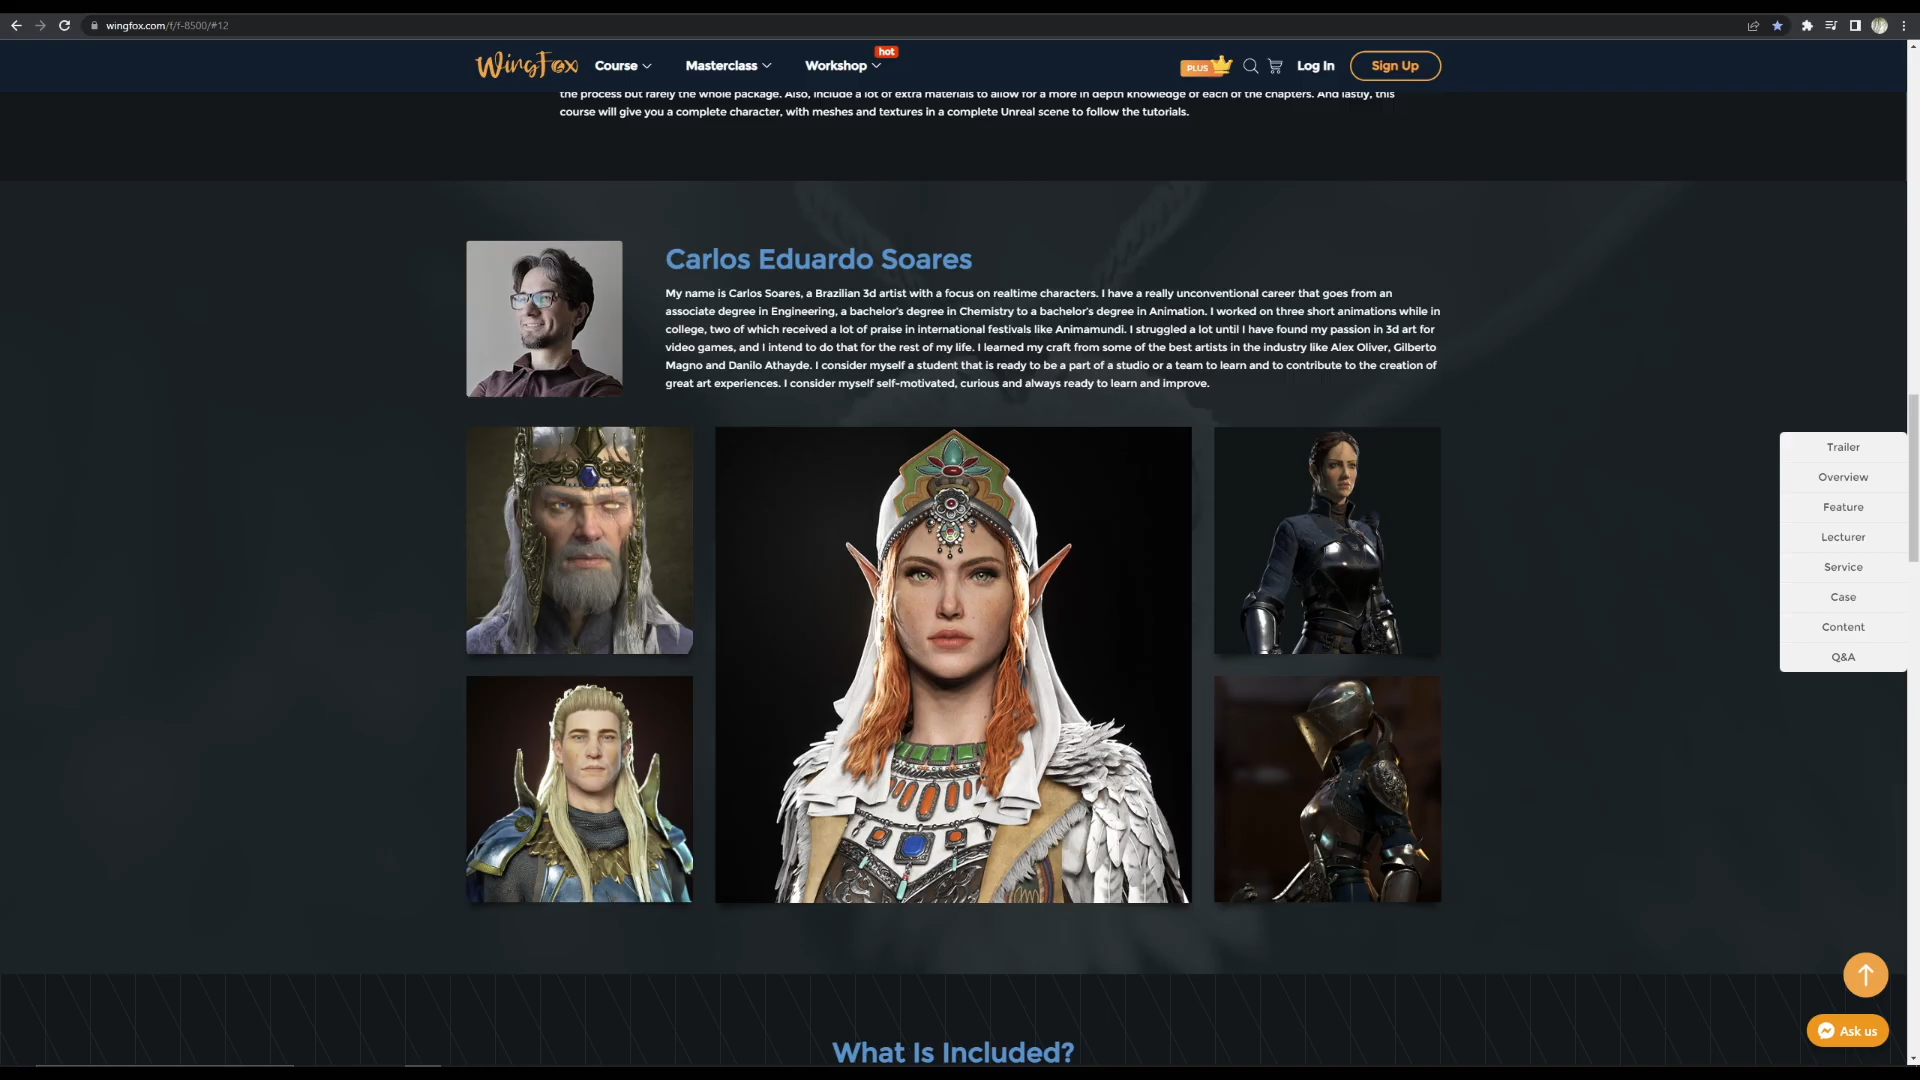 wingfox.com/f/f-8500/#12
WingFox
Course
Masterclass
Workshop
hot
PLUS
Log In
Sign Up
the process but rarely the whole package. Also, include a lot of extra materials to allow for a more in depth knowledge of each of the chapters. And lastly, this
course will give you a complete character, with meshes and textures in a complete Unreal scene to follow the tutorials.
Carlos Eduardo Soares
My name is Carlos Soares, a Brazilian 3d artist with a focus on realtime characters. I have a really unconventional career that goes from an
associate degree in Engineering, a bachelor's degree in Chemistry to a bachelor's degree in Animation. I worked on three short animations while in
college, two of which received a lot of praise in international festivals like Animamundi. I struggled a lot until I have found my passion in 3d art for
video games, and I intend to do that for the rest of my life. I learned my craft from some of the best artists in the industry like Alex Oliver, Gilberto
Magno and Danilo Athayde. I consider myself a student that is ready to be a part of a studio or a team to learn and to contribute to the creation of
great art experiences. I consider myself self-motivated, curious and always ready to learn and improve.
Trailer
Overview
Feature
Lecturer
Service
Case
Content
Q&A
Ask us
What Is Included?